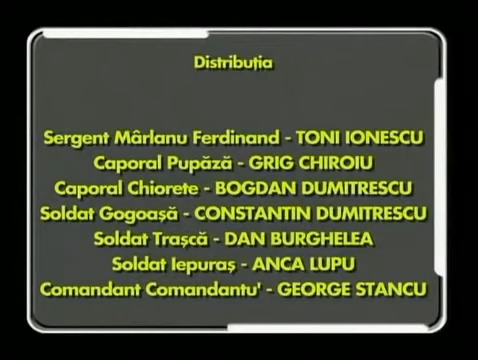 Distribuția
Sergent Mârlanu Ferdinand - TONI IONESCU
Caporal Pupăză - GRIG CHIROIU
Caporal Chiorete - BOGDAN DUMITRESCU
Soldat Gogoașă - CONSTANTIN DUMITRESCU
Soldat Trașcă - DAN BURGHELEA
Soldat Iepuraș - ANCA LUPU
Comandant Comandantu' - GEORGE STANCU